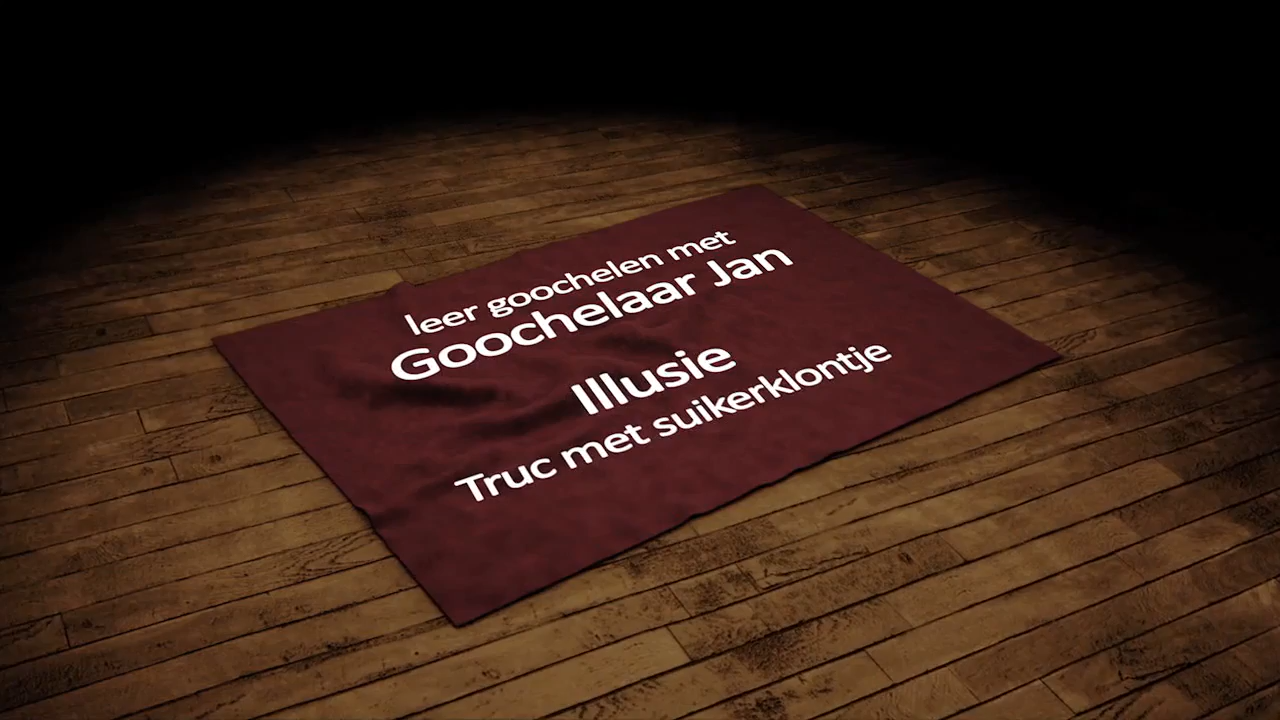 leer goochelen met
Goochelaar Jan
Illusie
Truc met suikerklontje